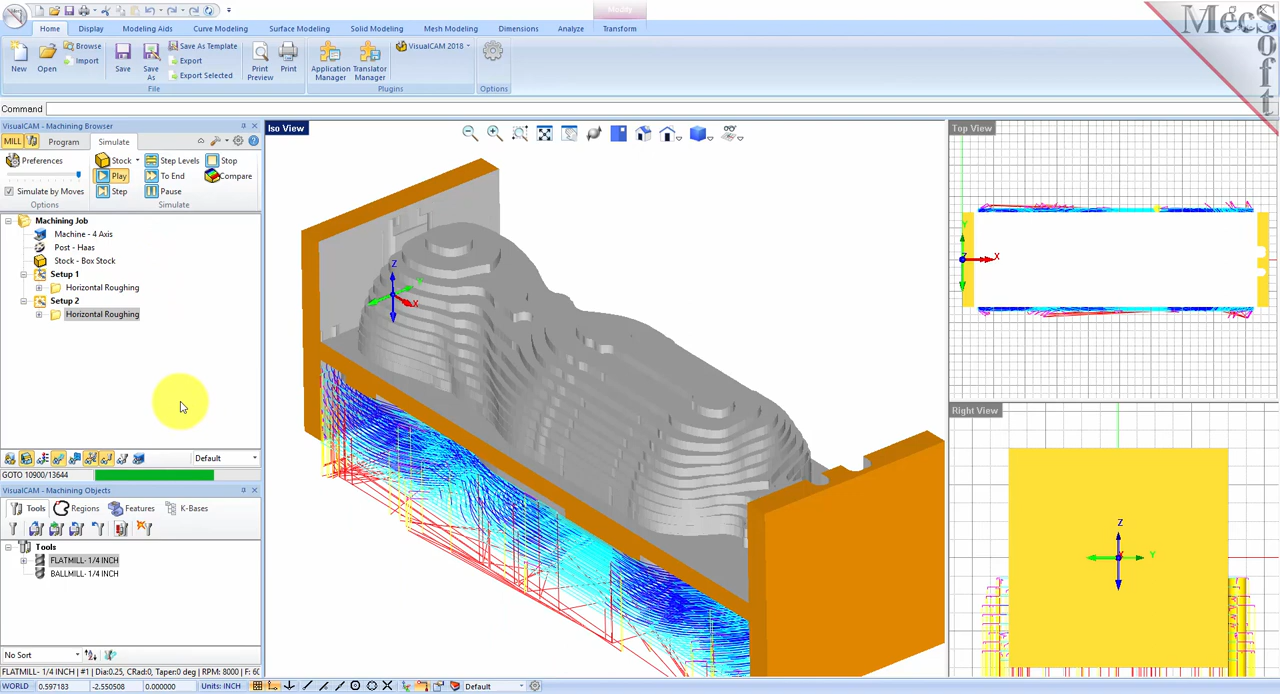 Modify
Home Display Modeling Aids Curve Modeling Surface Modeling Solid Modeling Mesh Modeling Dimensions Analyze Transform
New
Open
Browse
Import
Save
Save As
Save As Template
Export
Export Selected
Print Preview
Print
Application Manager
Translator Manager
VisualCAM 2018
Options
File
Plugins
Options
MecSoft
Command
VisualCAM - Machining Browser
MILL Program Simulate
Preferences
Simulate by Moves
Options
Stock Step Levels Stop
Play To End Compare
Step Pause
Simulate
Machining Job
Machine - 4 Axis
Post - Haas
Stock - Box Stock
Setup 1
Horizontal Roughing
Setup 2
Horizontal Roughing
Default
GOTO 10900/13644
VisualCAM - Machining Objects
Tools Regions Features K-Bases
Tools
FLATMILL- 1/4 INCH
BALLMILL- 1/4 INCH
No Sort
FLATMILL- 1/4 INCH | #1 | Dia:0.25, CRad:0, Taper:0 deg | RPM: 8000 | F: 60
WORLD 0.597183 -2.550508 0.000000 Units: INCH Default
Iso View
Z
Y
X
Top View
Y
Z
X
Right View
Z
Y
X